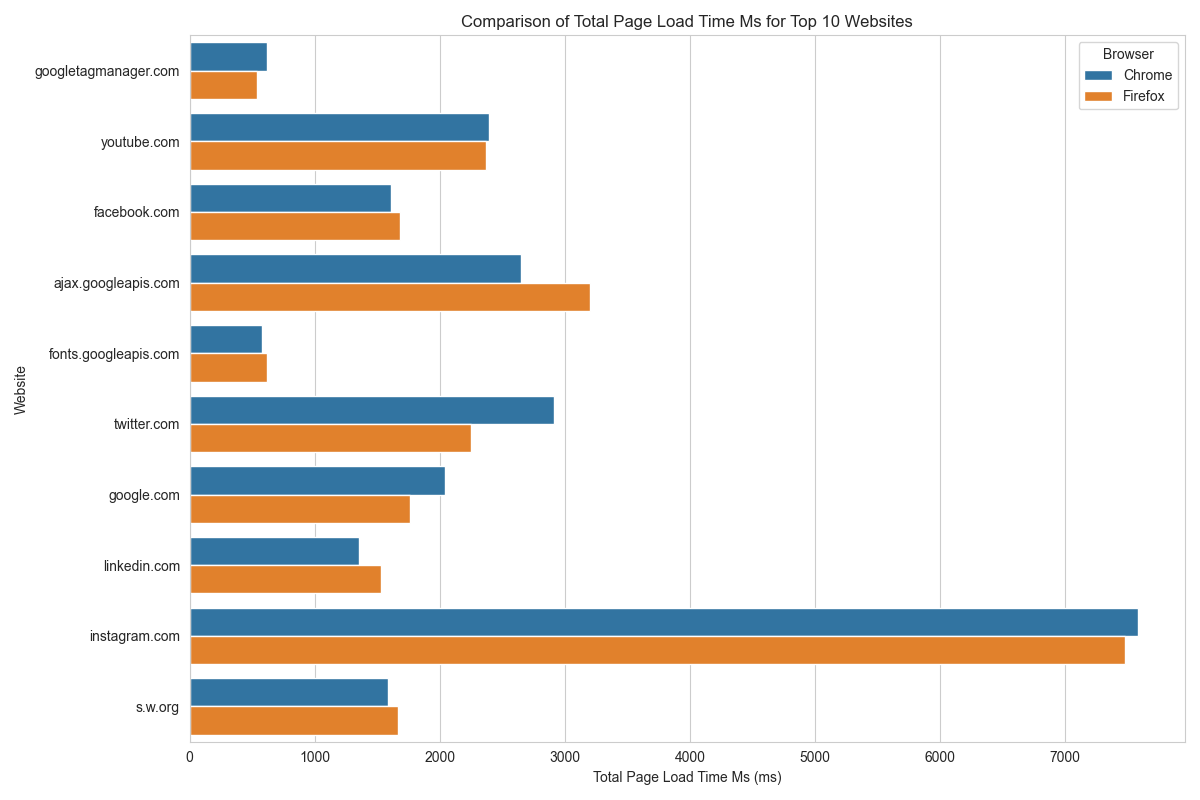 Comparison of Total Page Load Time Ms for Top 10 Websites
Browser
Chrome
Firefox
Website
googletagmanager.com
youtube.com
facebook.com
ajax.googleapis.com
fonts.googleapis.com
twitter.com
google.com
linkedin.com
instagram.com
s.w.org
0 1000 2000 3000 4000 5000 6000 7000
Total Page Load Time Ms (ms)